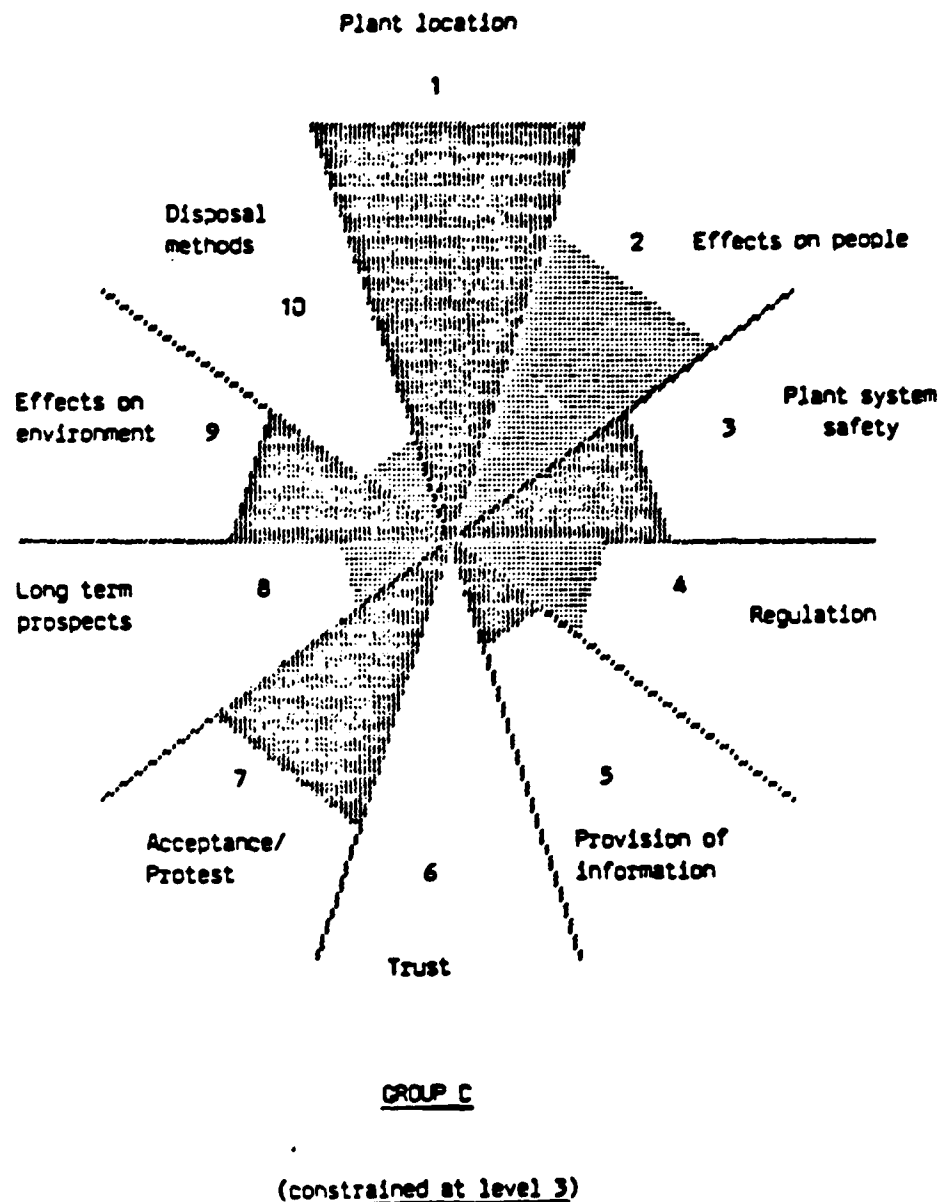 Plant location
1
Disposal
methods
2 Effects on people
10
Effects on
environment 9
3 Plant system
safety
8
Long term
prospects
4
Regulation
7
5
Acceptance/
Protest
Provision of
information
6
Trust
GROUP C
(constrained at level 3)